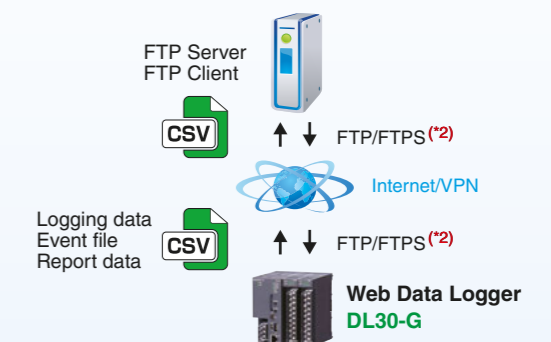 FTP Server
FTP Client
CSV
FTP/FTPS(*2)
Internet/VPN
Logging data
Event file
Report data
CSV
FTP/FTPS(*2)
Web Data Logger
DL30-G